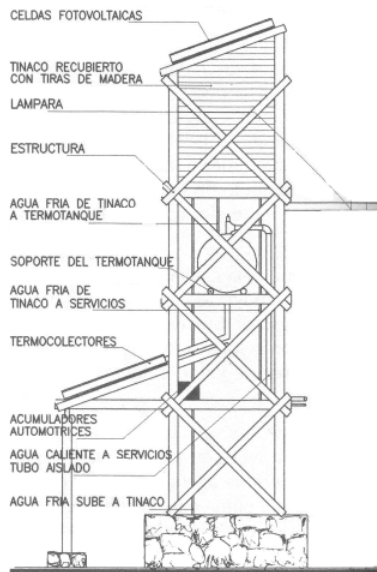 CELDAS FOTOVOLTAICAS
TINACO RECUBIERTO
CON TIRAS DE MADERA
LAMPARA
ESTRUCTURA
AGUA FRIA DE TINACO
A TERMOTANQUE
SOPORTE DEL TERMOTANQUE
AGUA FRIA DE
TINACO A SERVICIOS
TERMOCOLECTORES
ACUMULADORES
AUTOMOTRICES
AGUA CALIENTE A SERVICIOS
TUBO AISLADO
AGUA FRIA SUBE A TINACO